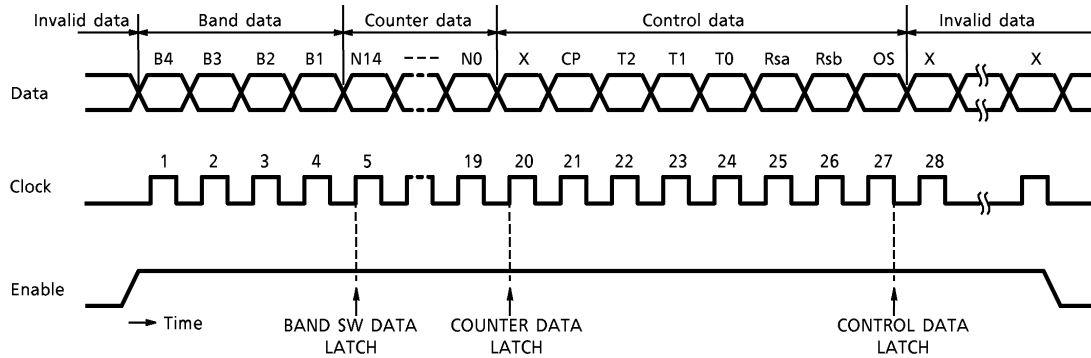 Invalid data Band data Counter data Control data Invalid data
B4 B3 B2 B1 N14 N0 X CP T2 T1 T0 Rsa Rsb OS X X
Data
1 2 3 4 5 19 20 21 22 23 24 25 26 27 28
Clock
Enable
Time
BAND SW DATA COUNTER DATA CONTROL DATA
LATCH LATCH LATCH